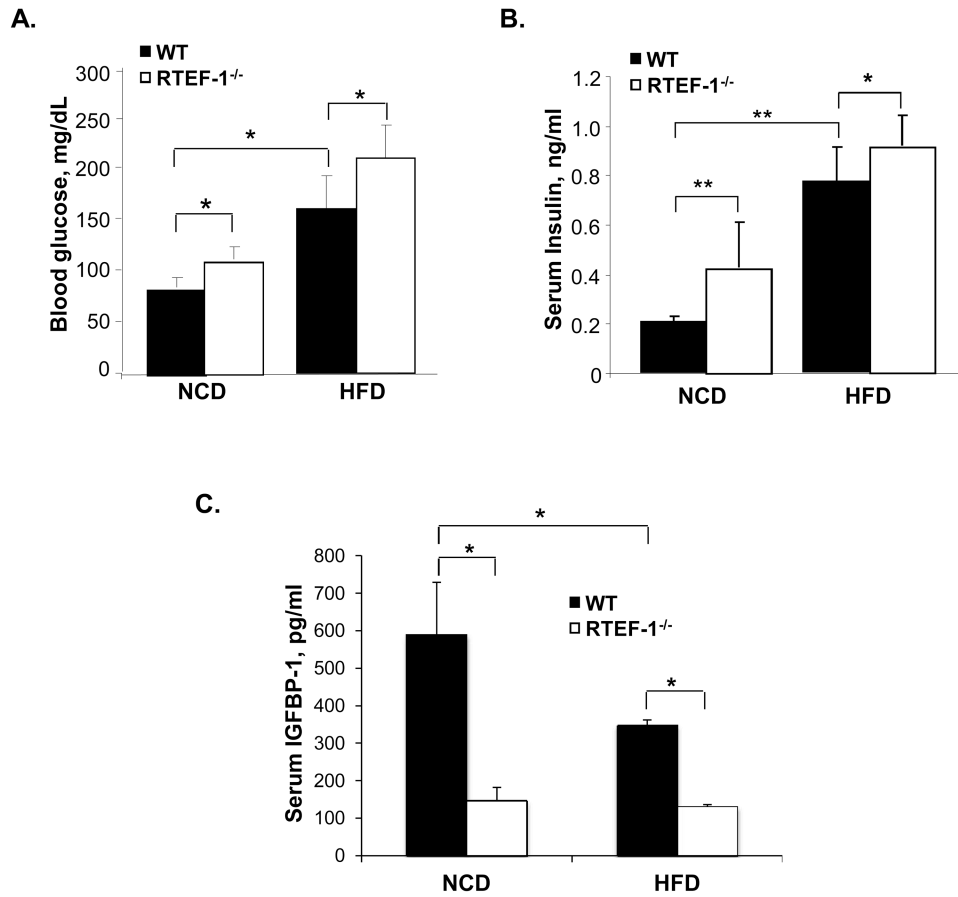 A.
WT
RTEF-1-/-
Blood glucose, mg/dL
300
250
200
150
100
50
0
*
*
*
NCD
HFD
B.
WT
RTEF-1-/-
Serum Insulin, ng/ml
1.2
1.0
0.8
0.6
0.4
0.2
0
**
**
*
NCD
HFD
C.
Serum IGFBP-1, pg/ml
800
700
600
500
400
300
200
100
0
*
*
*
WT
RTEF-1-/-
NCD
HFD